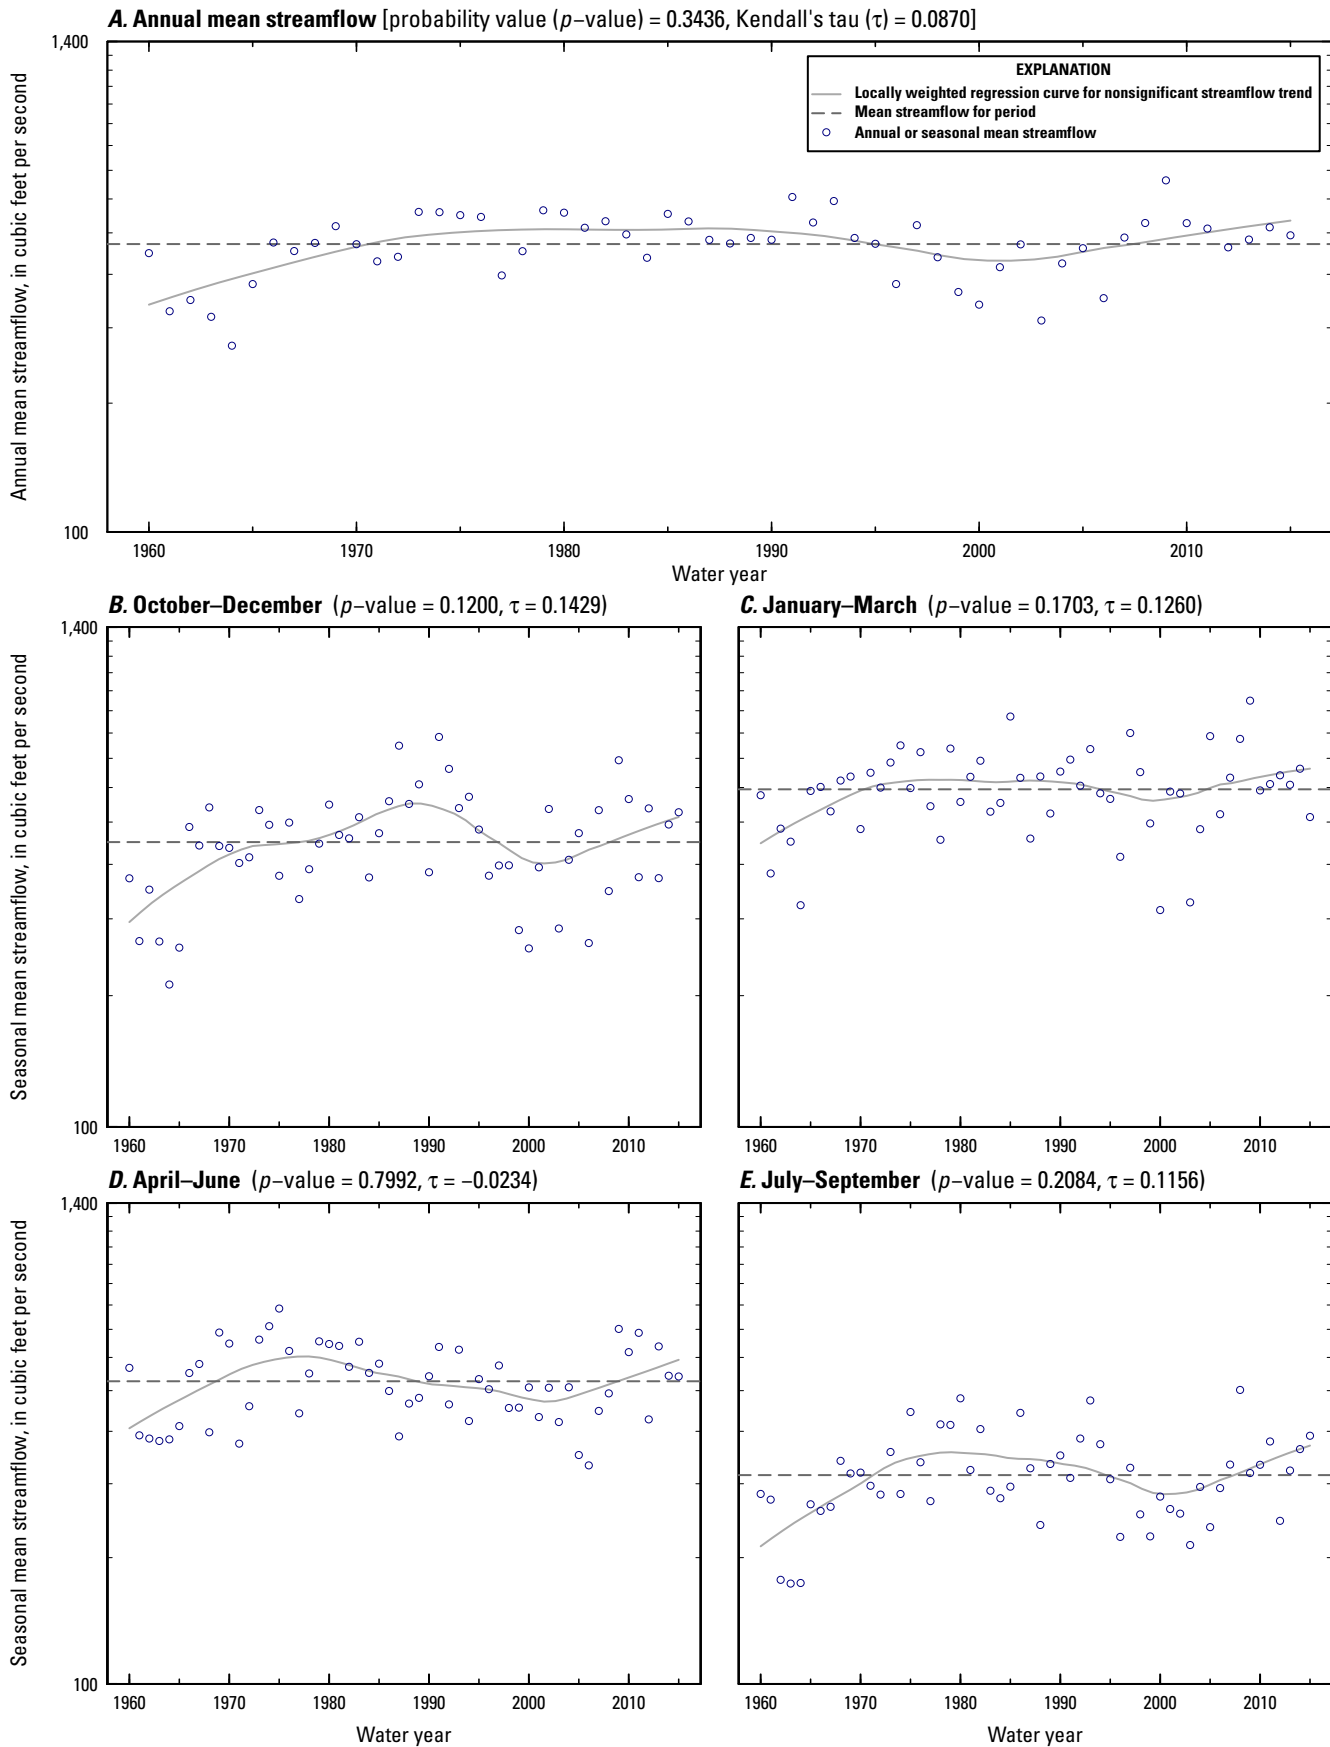 A. Annual mean streamflow [probability value (p–value) = 0.3436, Kendall's tau (τ) = 0.0870]
1,400
EXPLANATION
Locally weighted regression curve for nonsignificant streamflow trend
Mean streamflow for period
Annual or seasonal mean streamflow
Annual mean streamflow, in cubic feet per second
100
1960 1970 1980 1990 2000 2010
Water year
B. October–December (p–value = 0.1200, τ = 0.1429)
C. January–March (p–value = 0.1703, τ = 0.1260)
1,400
Seasonal mean streamflow, in cubic feet per second
100
1960 1970 1980 1990 2000 2010
1960 1970 1980 1990 2000 2010
D. April–June (p–value = 0.7992, τ = –0.0234)
E. July–September (p–value = 0.2084, τ = 0.1156)
1,400
Seasonal mean streamflow, in cubic feet per second
100
1960 1970 1980 1990 2000 2010
1960 1970 1980 1990 2000 2010
Water year
Water year